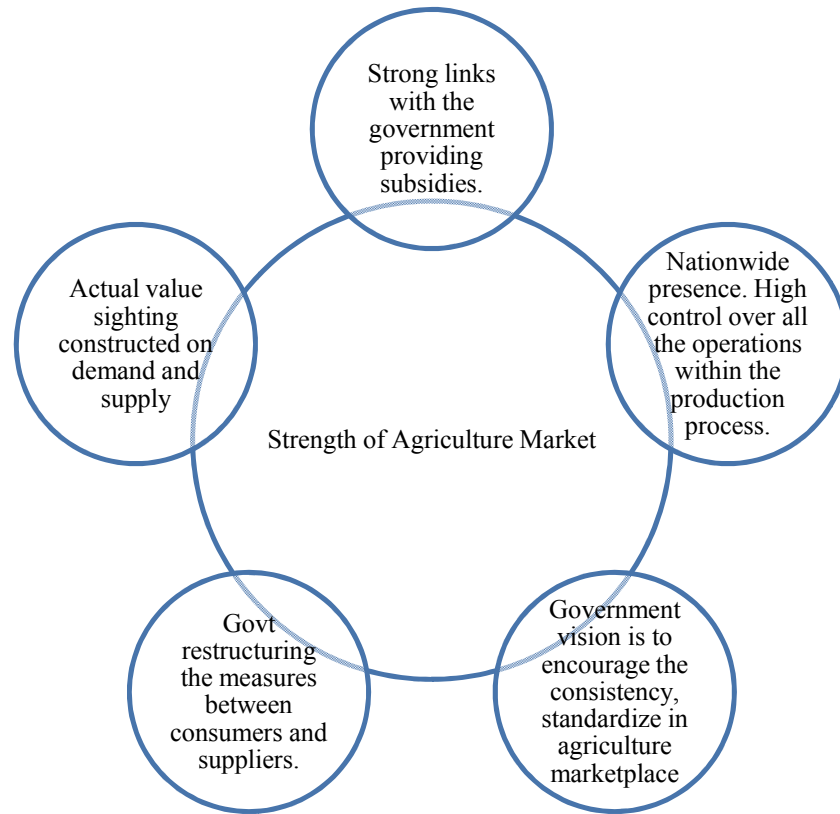 Strong links
with the
government
providing
subsidies.
Nationwide
presence. High
control over all
the operations
within the
production
process.
Government
vision is to
encourage the
consistency,
standardize in
agriculture
marketplace
Govt
restructuring
the measures
between
consumers and
suppliers.
Actual value
sighting
constructed on
demand and
supply
Strength of Agriculture Market